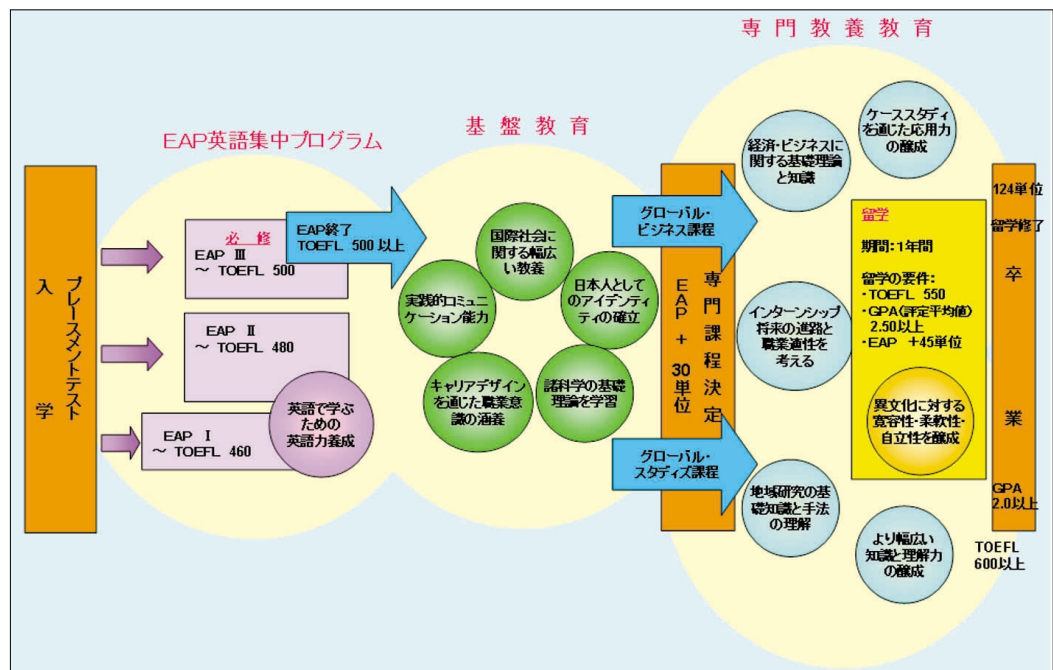 専門教養教育
基盤教育
EAP英語集中プログラム
入学
プレースメントテスト
必修
EAP Ⅲ
～ TOEFL 500
EAP Ⅱ
～ TOEFL 480
EAP Ⅰ
～ TOEFL 460
英語で学ぶ
ための
英語力養成
EAP終了
TOEFL 500 以上
国際社会に
関する幅広
い教養
実践的コミュニ
ケーション能力
日本人として
のアイデンティ
ティの確立
キャリアデザイン
を通じた職業意
識の涵養
諸科学の基礎
理論を学習
グローバル・
ビジネス課程
グローバル・
スタディズ課程
専門課程決定
EAP + 30単位
経済・ビジネスに
関する基礎理論
と知識
ケーススタディ
を通じた応用力
の醸成
インターンシップ
将来の進路と
職業適性を
考える
地域研究の基
礎知識と手法
の理解
より幅広い
知識と理解力
の醸成
留学
期間：1年間
留学の要件：
・TOEFL 550
・GPA（評定平均値）
2.50以上
・EAP +45単位
異文化に対する
寛容性・柔軟性・
自立性を醸成
124単位
留学修了
卒業
GPA
2.0以上
TOEFL
600以上